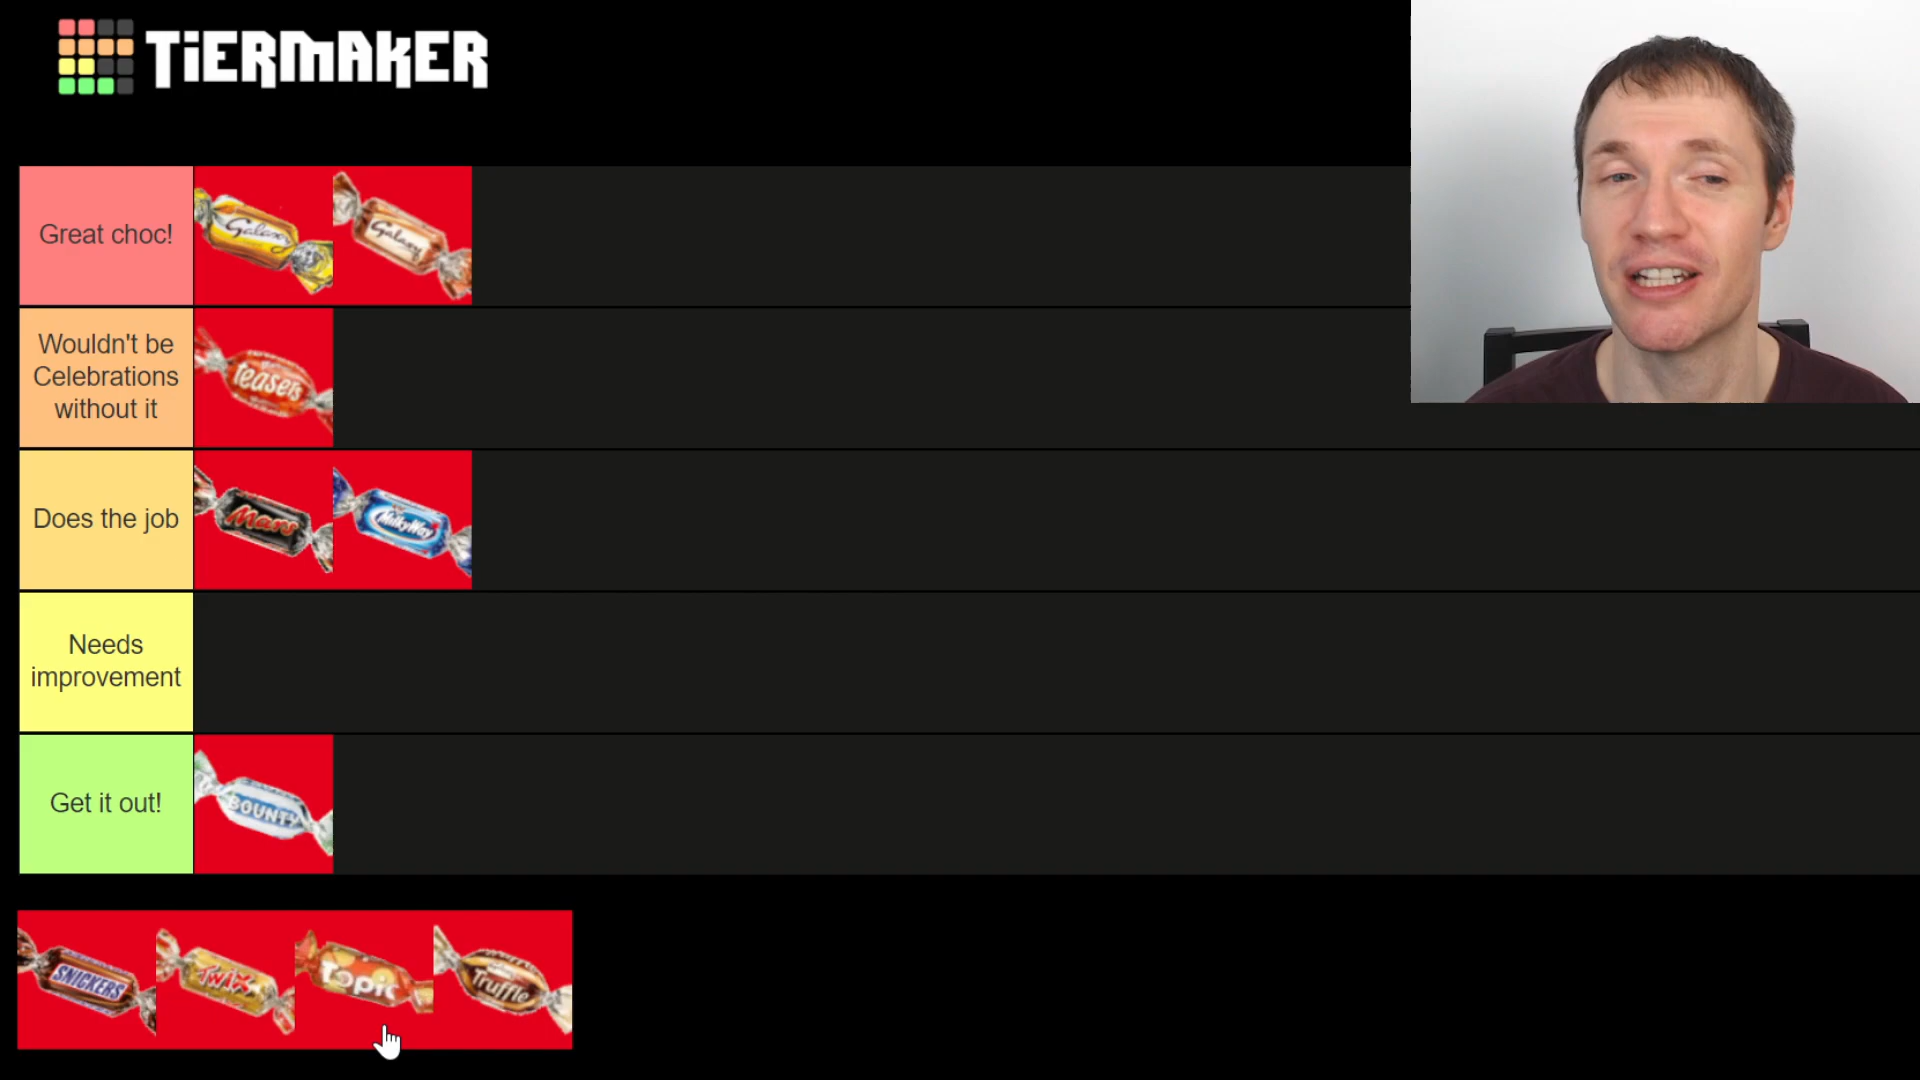 TiERMAKER
Great choc!
Galaxy
Galaxy
Wouldn't be
Celebrations
without it
teasers
Does the job
Mars
MilkyWay
Needs
improvement
Get it out!
BOUNTY
SNICKERS
TWIX
Topic
Truffle